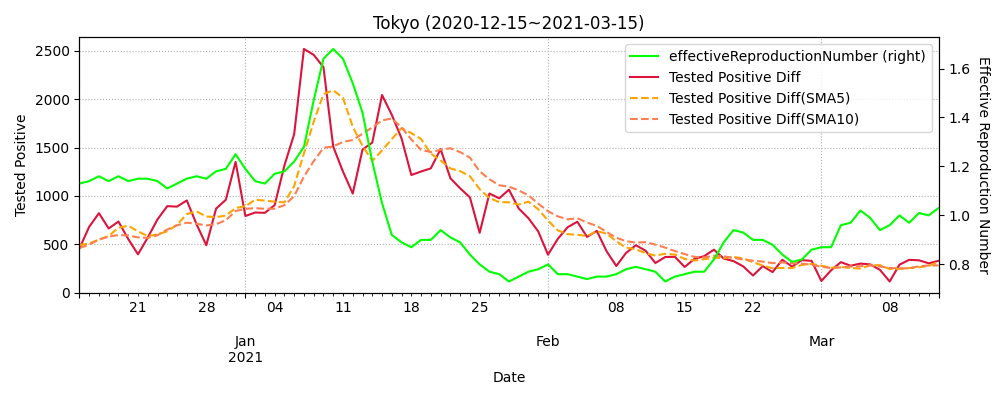 Tokyo (2020-12-15~2021-03-15)
effectiveReproductionNumber (right)
Tested Positive Diff
Tested Positive Diff(SMA5)
Tested Positive Diff(SMA10)
Tested Positive
2500
2000
1500
1000
500
0
1.6
1.4
1.2
1.0
0.8
Effective Reproduction Number
21 28 04 11 18 25 08 15 22 08
Jan Feb Mar
2021
Date